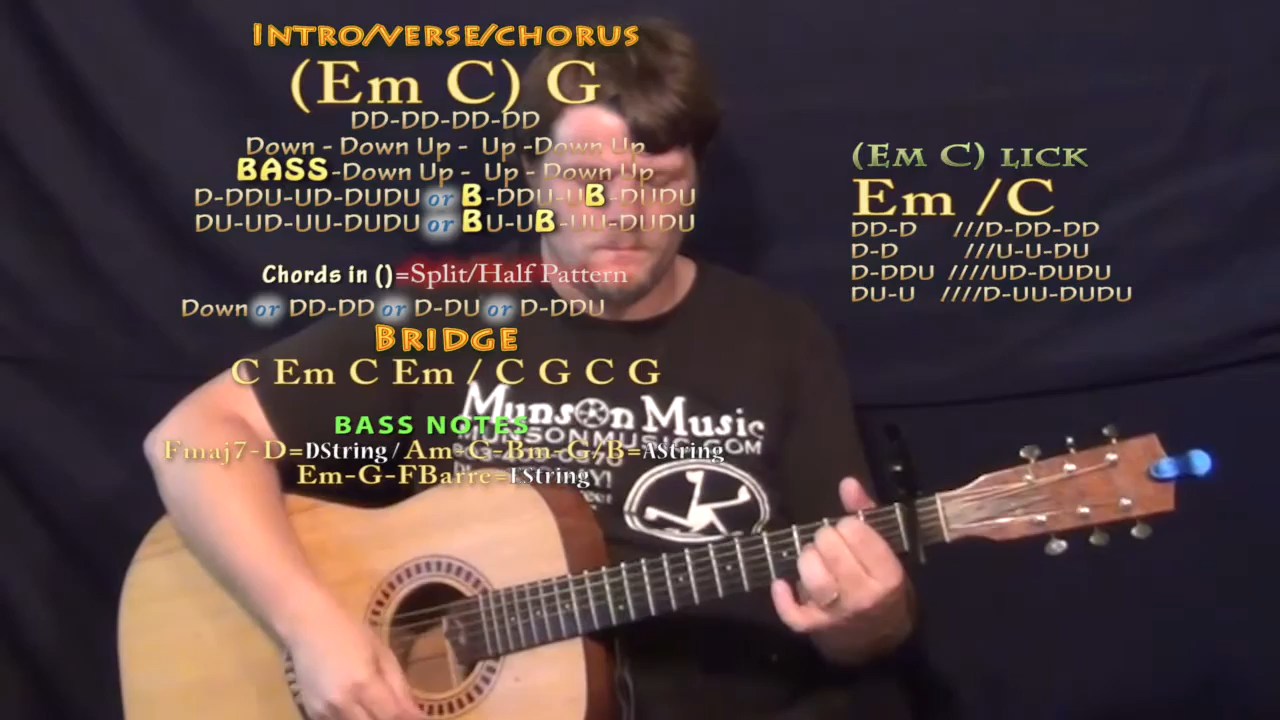 INTRO/VERSE/CHORUS
(Em C) G
DD-DD-DD-DD
Down - Down Up - Up -Down Up
BASS-Down Up - Up - Down Up
D-DDU-UD-DUDU or B-DDU-UB-DUDU
DU-UD-UU-DUDU or BU-UB-UU-DUDU
Chords in ()=Split/Half Pattern
Down or DD-DD or D-DU or D-DDU
BRIDGE
C Em C Em / C G C G
BASS NOTES
Fmaj7-D=DString / Am-C-Bm-G/B=AString
Em-G-FBarre=EString
(EM C) LICK
Em /C
DD-D ///D-DD-DD
D-D ///U-U-DU
D-DDU ////UD-DUDU
DU-U ////D-UU-DUDU
Munson Music
MUNSONMUSIC.COM